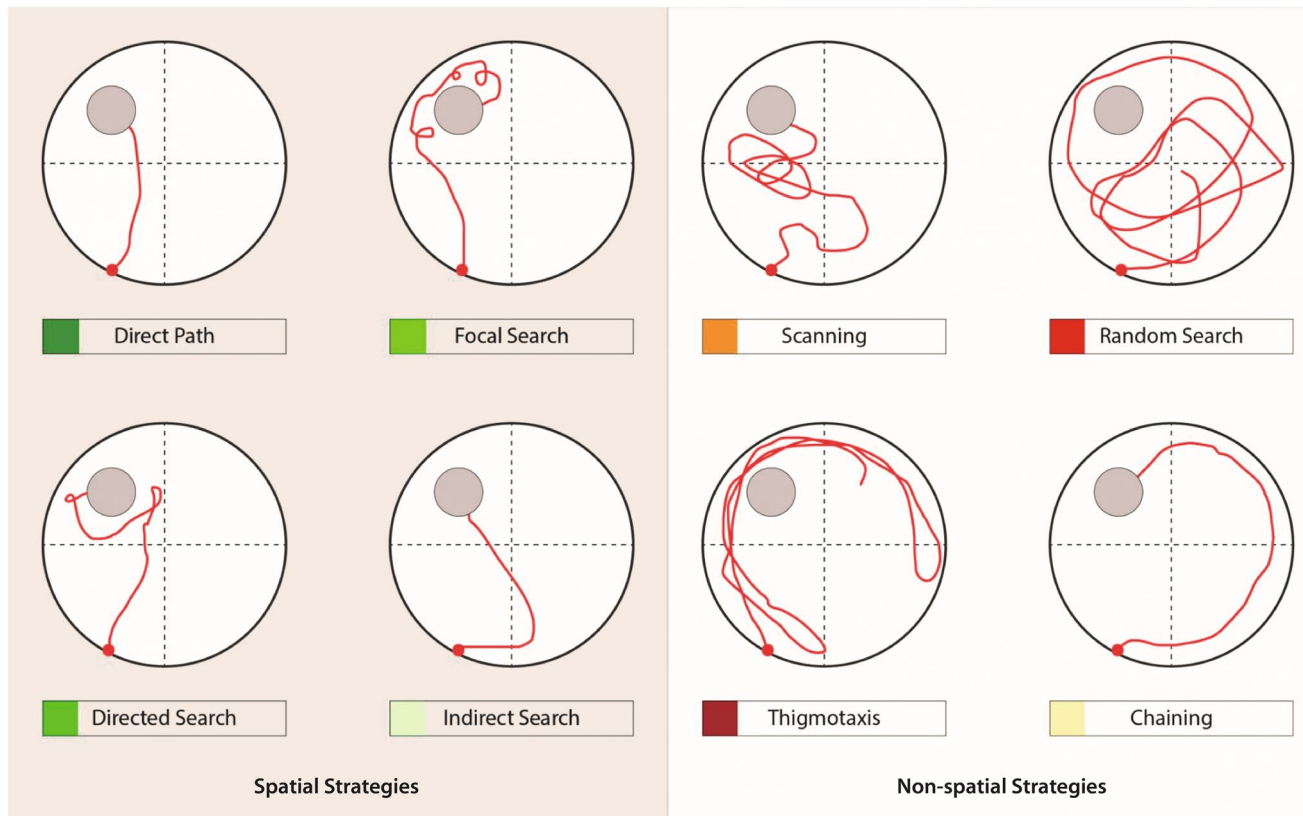 Direct Path
Focal Search
Scanning
Random Search
Directed Search
Indirect Search
Thigmotaxis
Chaining
Spatial Strategies
Non-spatial Strategies